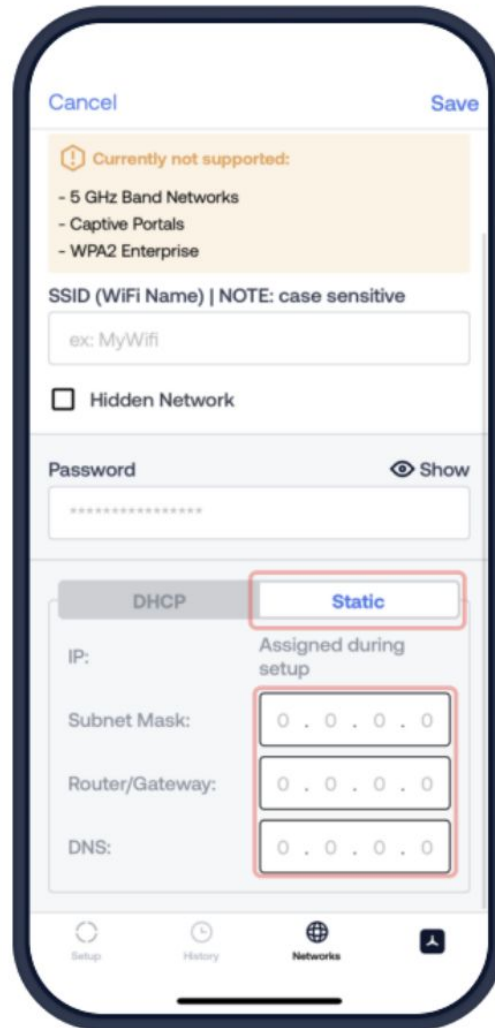 Cancel Save
Currently not supported:
- 5 GHz Band Networks
- Captive Portals
- WPA2 Enterprise
SSID (WiFi Name) | NOTE: case sensitive
ex: MyWifi
Hidden Network
Password Show
****************
DHCP Static
IP: Assigned during
setup
Subnet Mask: 0 . 0 . 0 . 0
Router/Gateway: 0 . 0 . 0 . 0
DNS: 0 . 0 . 0 . 0
Setup History Networks